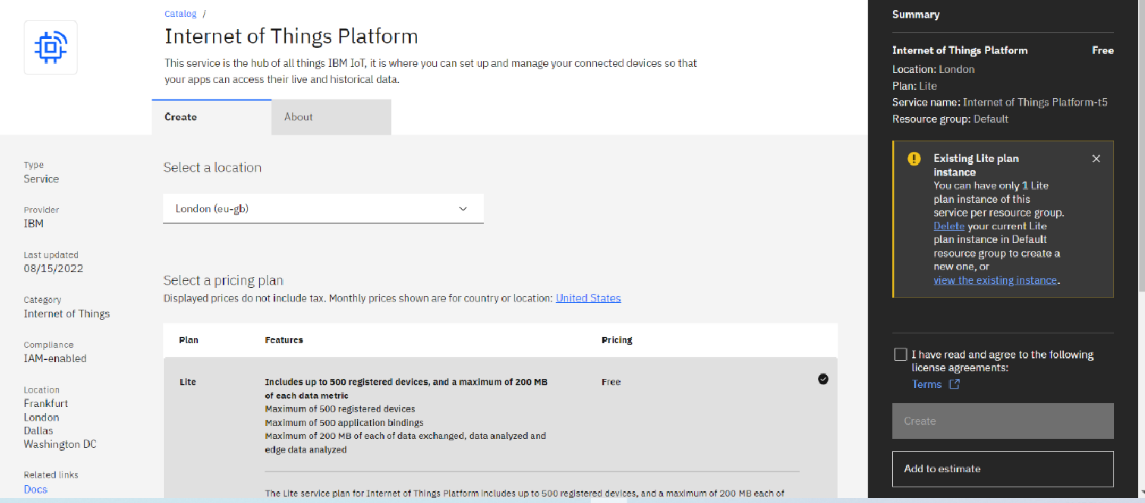 Catalog /
Internet of Things Platform
This service is the hub of all things IBM IoT, it is where you can set up and manage your connected devices so that
your apps can access their live and historical data.
Create
About
Type
Service
Provider
IBM
Last updated
08/15/2022
Category
Internet of Things
Compliance
IAM-enabled
Location
Frankfurt
London
Dallas
Washington DC
Related links
Docs
Select a location
London (eu-gb)
Select a pricing plan
Displayed prices do not include tax. Monthly prices shown are for country or location: United States
Plan Features Pricing
Lite
Includes up to 500 registered devices, and a maximum of 200 MB
of each data metric
Maximum of 500 registered devices
Maximum of 500 application bindings
Maximum of 200 MB of each of data exchanged, data analyzed and
edge data analyzed
Free
The Lite service plan for Internet of Things Platform includes up to 500 registered devices, and a maximum of 200 MB each of
Summary
Internet of Things Platform Free
Location: London
Plan: Lite
Service name: Internet of Things Platform-t5
Resource group: Default
Existing Lite plan
instance
You can have only 1 Lite
plan instance of this
service per resource group.
Delete your current Lite
plan instance in Default
resource group to create a
new one, or
view the existing instance.
I have read and agree to the following
license agreements:
Terms
Create
Add to estimate